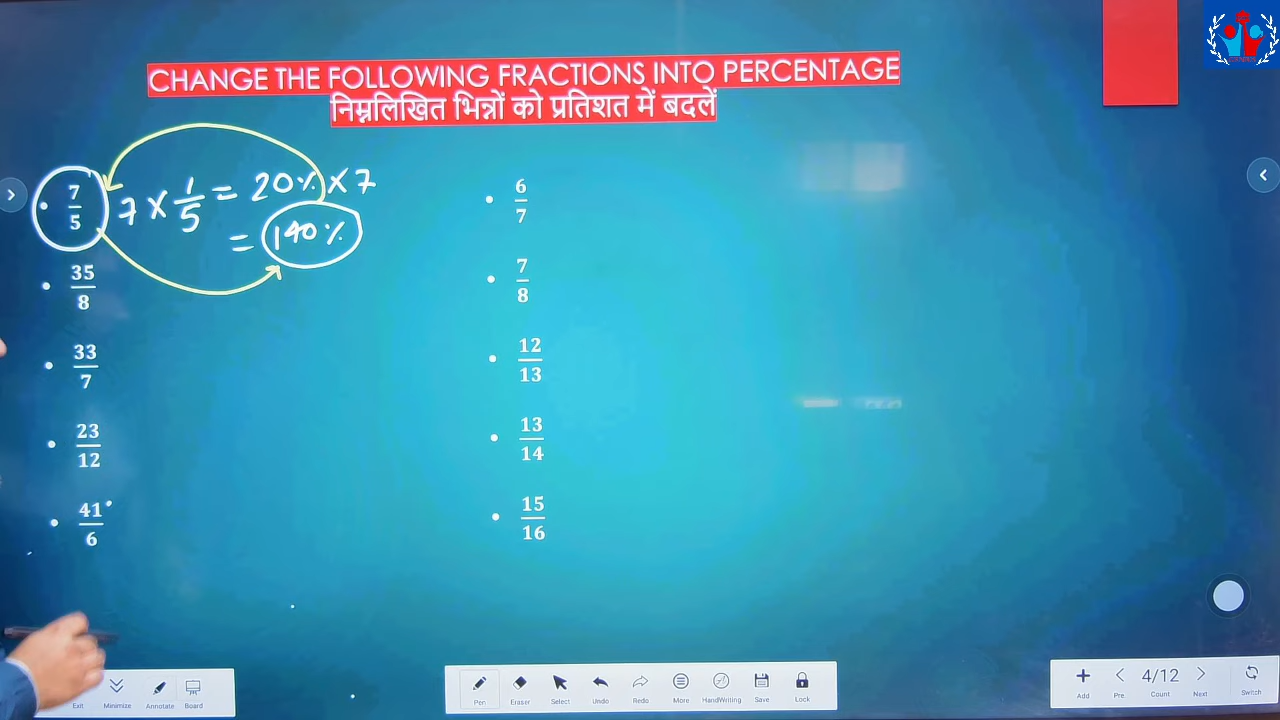 CHANGE THE FOLLOWING FRACTIONS INTO PERCENTAGE
निम्नलिखित भिन्नों को प्रतिशत में बदलें
• 7/5 7 × 1/5 = 20% × 7
= 140%
• 35/8
• 33/7
• 23/12
• 41/6
• 6/7
• 7/8
• 12/13
• 13/14
• 15/16
Exit Minimize Annotate Board
Pen Eraser Select Undo Redo More HandWriting Save Lock
4/12
Add Pre. Count Next Switch